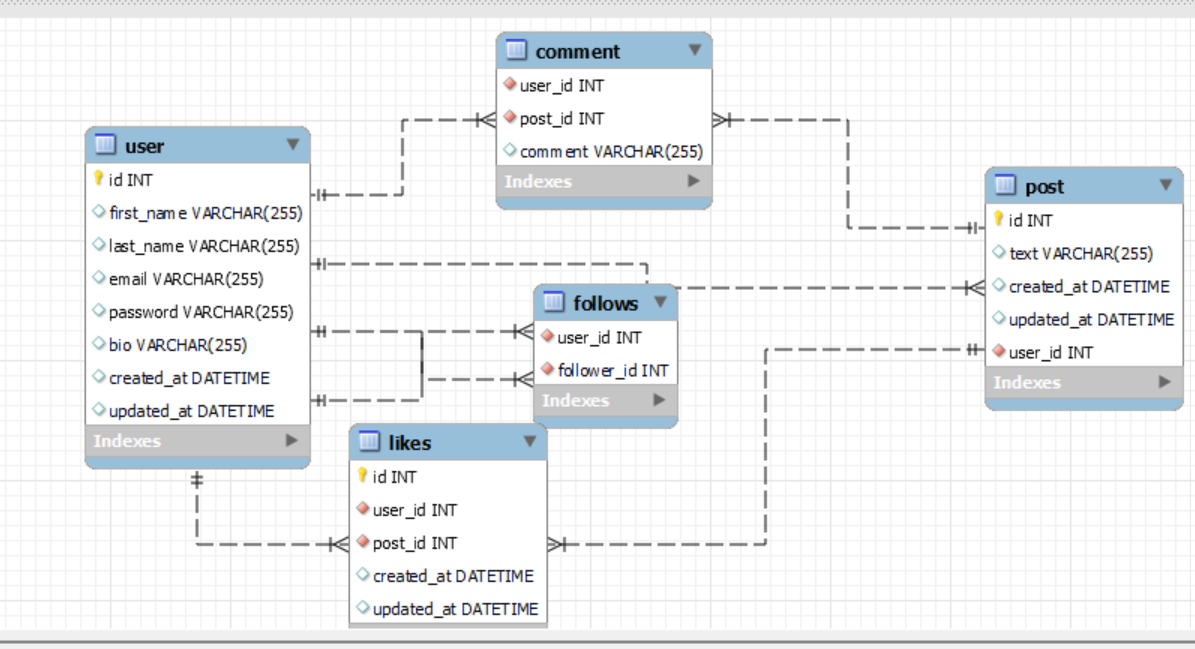 comment
user_id INT
post_id INT
comment VARCHAR(255)
Indexes
user
id INT
first_name VARCHAR(255)
last_name VARCHAR(255)
email VARCHAR(255)
password VARCHAR(255)
bio VARCHAR(255)
created_at DATETIME
updated_at DATETIME
Indexes
post
id INT
text VARCHAR(255)
created_at DATETIME
updated_at DATETIME
user_id INT
Indexes
follows
user_id INT
follower_id INT
Indexes
likes
id INT
user_id INT
post_id INT
created_at DATETIME
updated_at DATETIME